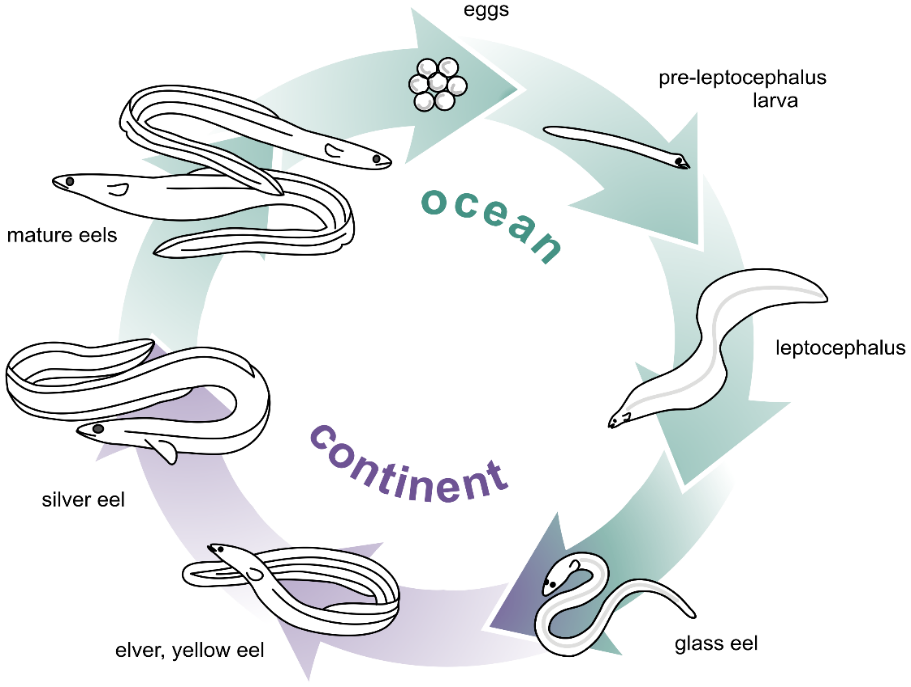 eggs
pre-leptocephalus
larva
ocean
mature eels
leptocephalus
continent
silver eel
elver, yellow eel
glass eel